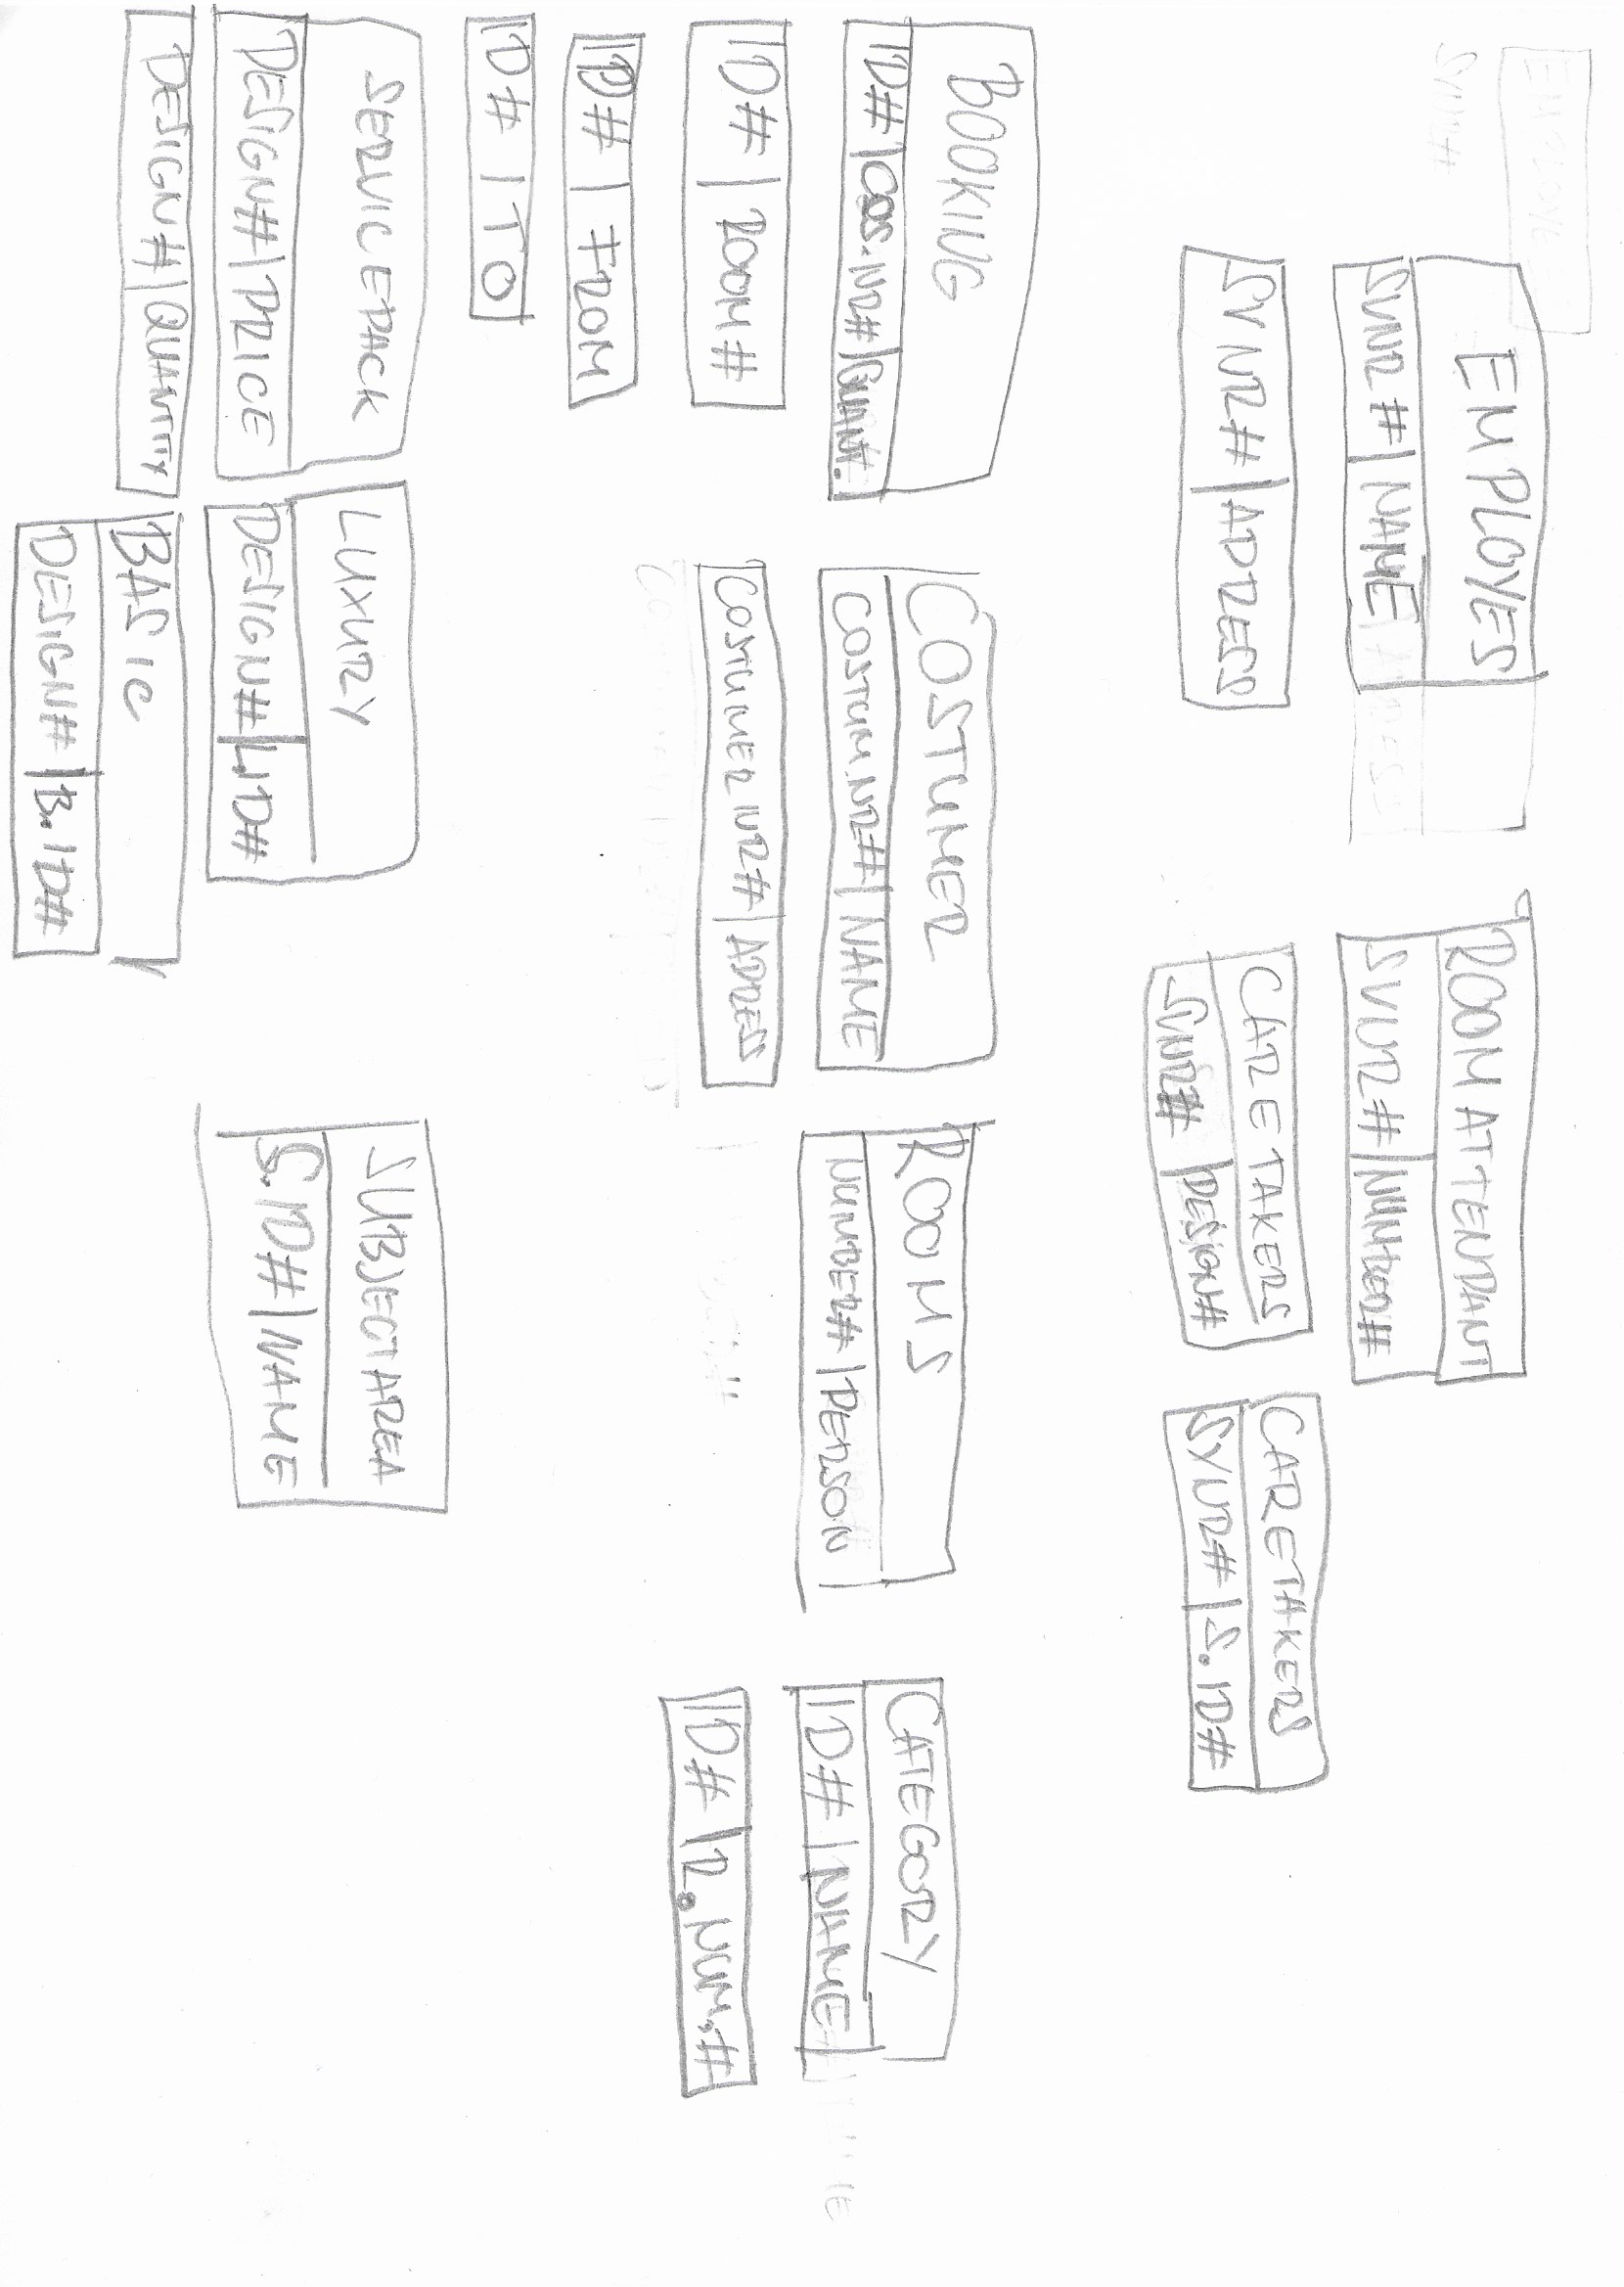 EMPLOYES
SVNR# | NAME
SVNR# | ADRESS
ROOM ATTENDANT
SVNR# | NUMBER#
CARETAKERS
SVNR# | DESIGN#
CARETAKERS
SVNR# | S.ID#
BOOKING
ID# | COS.NR# | QUANT.
ID# | ROOM#
ID# | FROM
ID# | TO
COSTUMER
COSTUM.NR# | NAME
COSTUMER NR# | ADRESS
ROOMS
NUMBER# | PERSON
CATEGORY
ID# | NAME
ID# | R.NUM.#
SERVICEPACK
DESIGN# | PRICE
DESIGN# | QUANTITY
LUXURY
DESIGN# | L.ID#
BASIC
DESIGN# | B.ID#
SUBJECT AREA
S.ID# | NAME